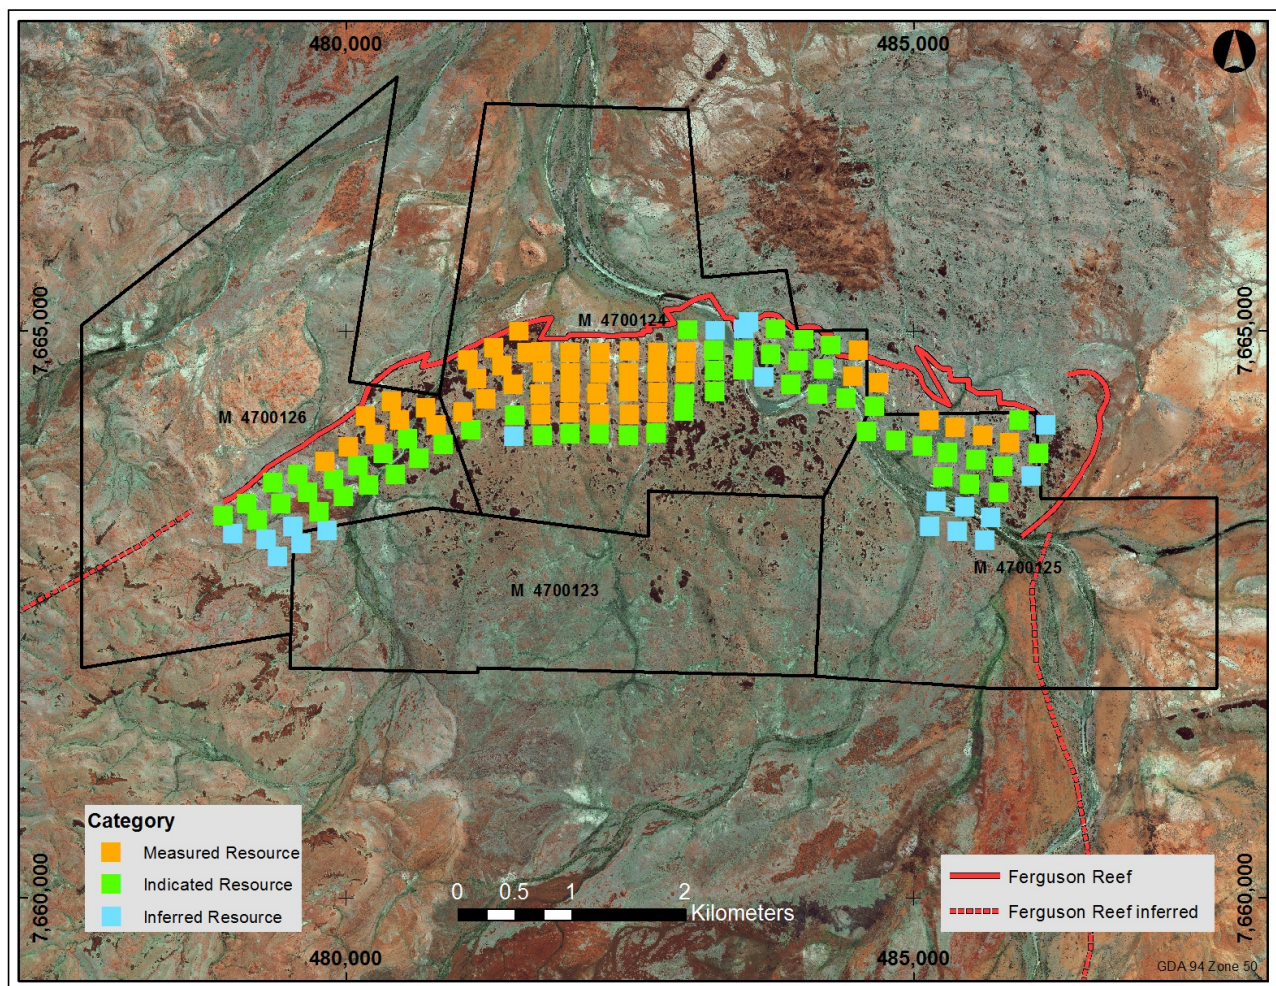 480,000
485,000
7,665,000
7,665,000
M 4700124
M 4700126
M 4700125
M 4700123
Category
Measured Resource
Indicated Resource
Inferred Resource
0 0.5 1 2
Kilometers
Ferguson Reef
Ferguson Reef inferred
7,660,000
7,660,000
480,000
485,000
GDA 94 Zone 50